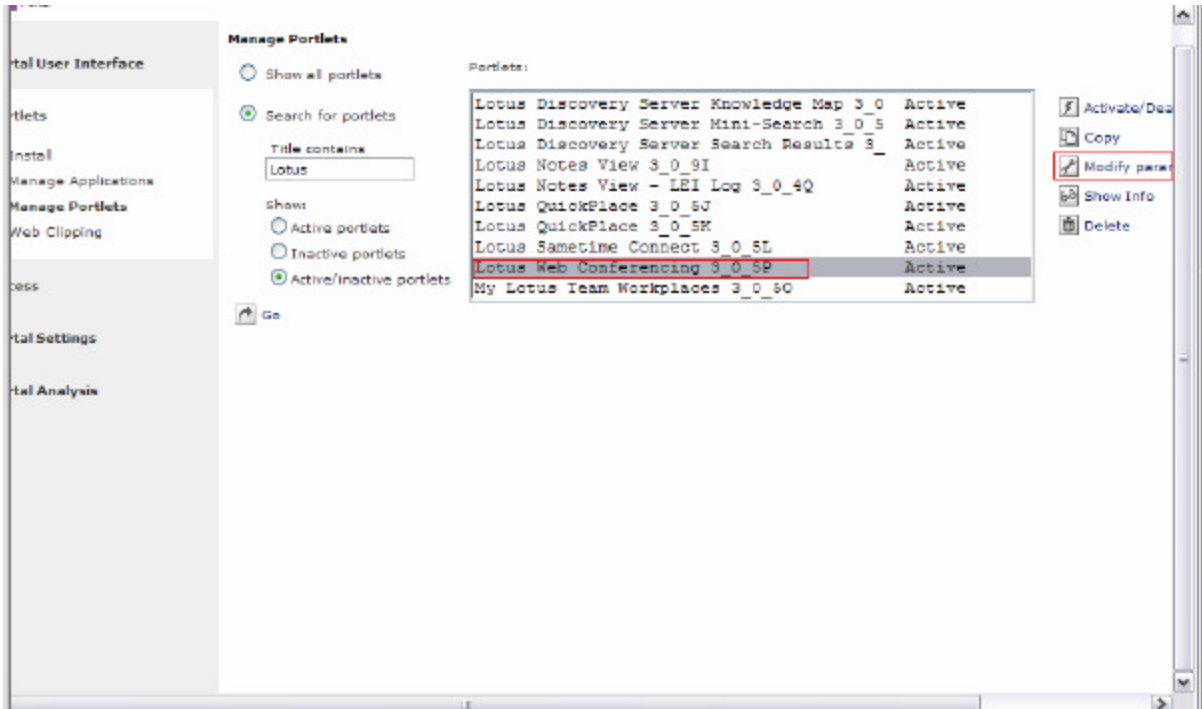 Manage Portlets
rtal User Interface
Show all portlets
Portlets:
rtlets
Search for portlets
Install
Title contains
Lotus
Manage Applications
Manage Portlets
Show:
Web Clipping
Active portlets
Inactive portlets
Active/inactive portlets
cess
Go
rtal Settings
rtal Analysis
Lotus Discovery Server Knowledge Map 3_0 Active
Lotus Discovery Server Mini-Search 3_0_5 Active
Lotus Discovery Server Search Results 3_ Active
Lotus Notes View 3_0_9I Active
Lotus Notes View - LEI Log 3_0_4Q Active
Lotus QuickPlace 3_0_5J Active
Lotus QuickPlace 3_0_5K Active
Lotus Sametime Connect 3_0_5L Active
Lotus Web Conferencing 3_0_5P Active
My Lotus Team Workplaces 3_0_5O Active
Activate/Dea
Copy
Modify parar
Show Info
Delete